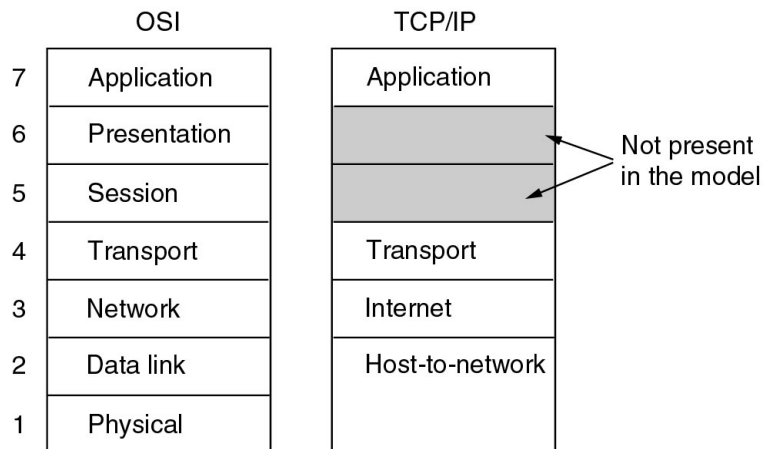 OSI TCP/IP
7 Application Application
6 Presentation
5 Session
Not present
in the model
4 Transport Transport
3 Network Internet
2 Data link Host-to-network
1 Physical